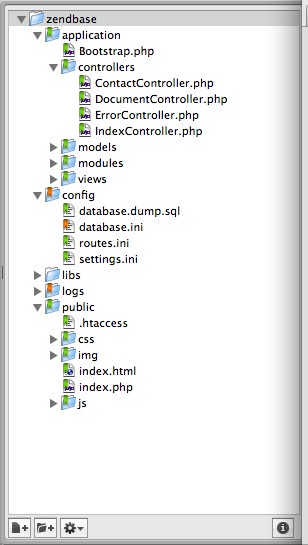 zendbase
application
Bootstrap.php
controllers
ContactController.php
DocumentController.php
ErrorController.php
IndexController.php
models
modules
views
config
database.dump.sql
database.ini
routes.ini
settings.ini
libs
logs
public
.htaccess
css
img
index.html
index.php
js